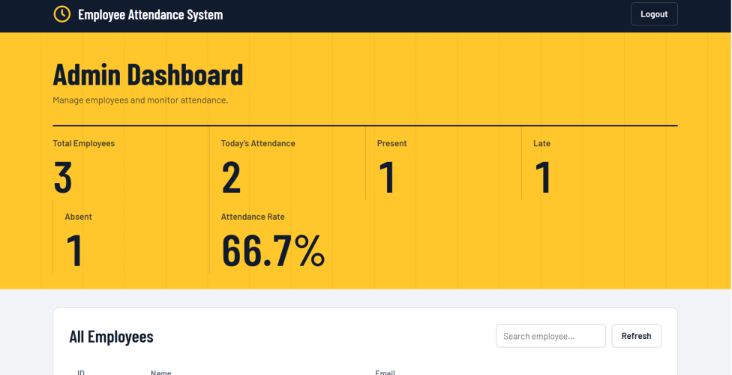 Employee Attendance System
Logout
Admin Dashboard
Manage employees and monitor attendance.
Total Employees
Today's Attendance
Present
Late
3
2
1
1
Absent
Attendance Rate
1
66.7%
All Employees
Search employee...
Refresh
ID
Name
Email